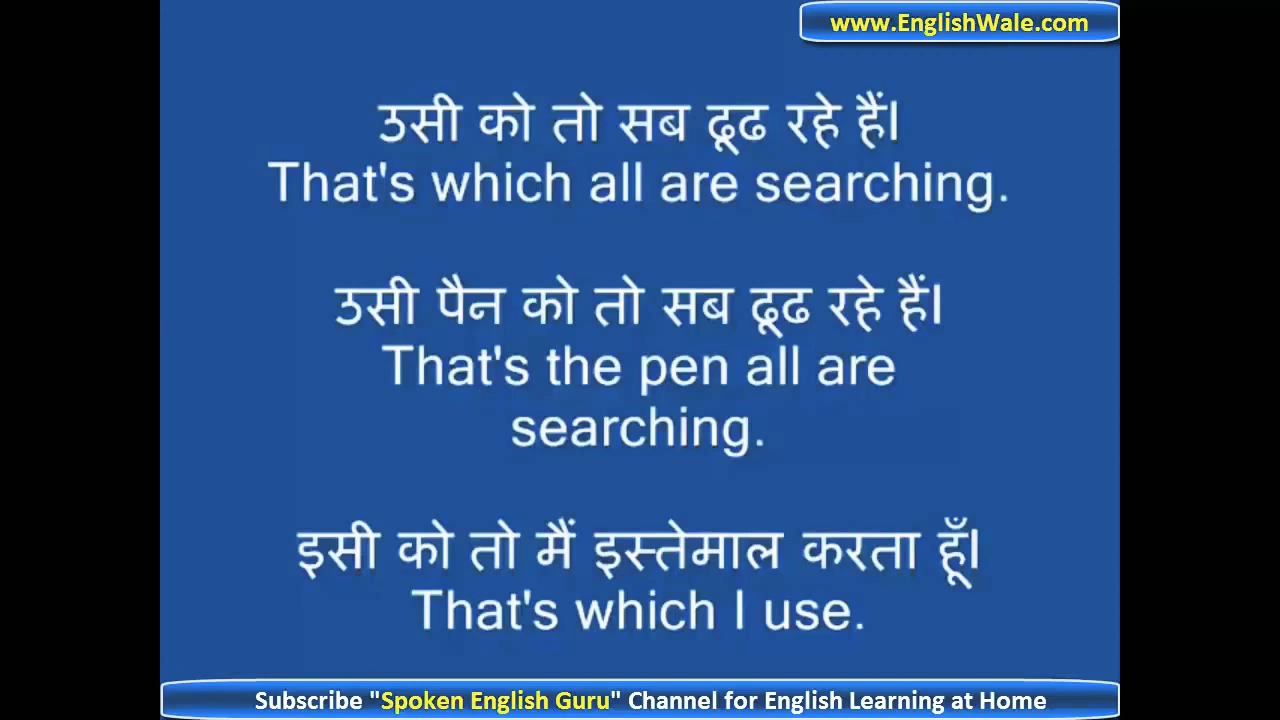 www.EnglishWale.com
उसी को तो सब ढूढ रहे हैं।
That's which all are searching.
उसी पैन को तो सब ढूढ रहे हैं।
That's the pen all are
searching.
इसी को तो मैं इस्तेमाल करता हूँ।
That's which I use.
Subscribe "Spoken English Guru" Channel for English Learning at Home